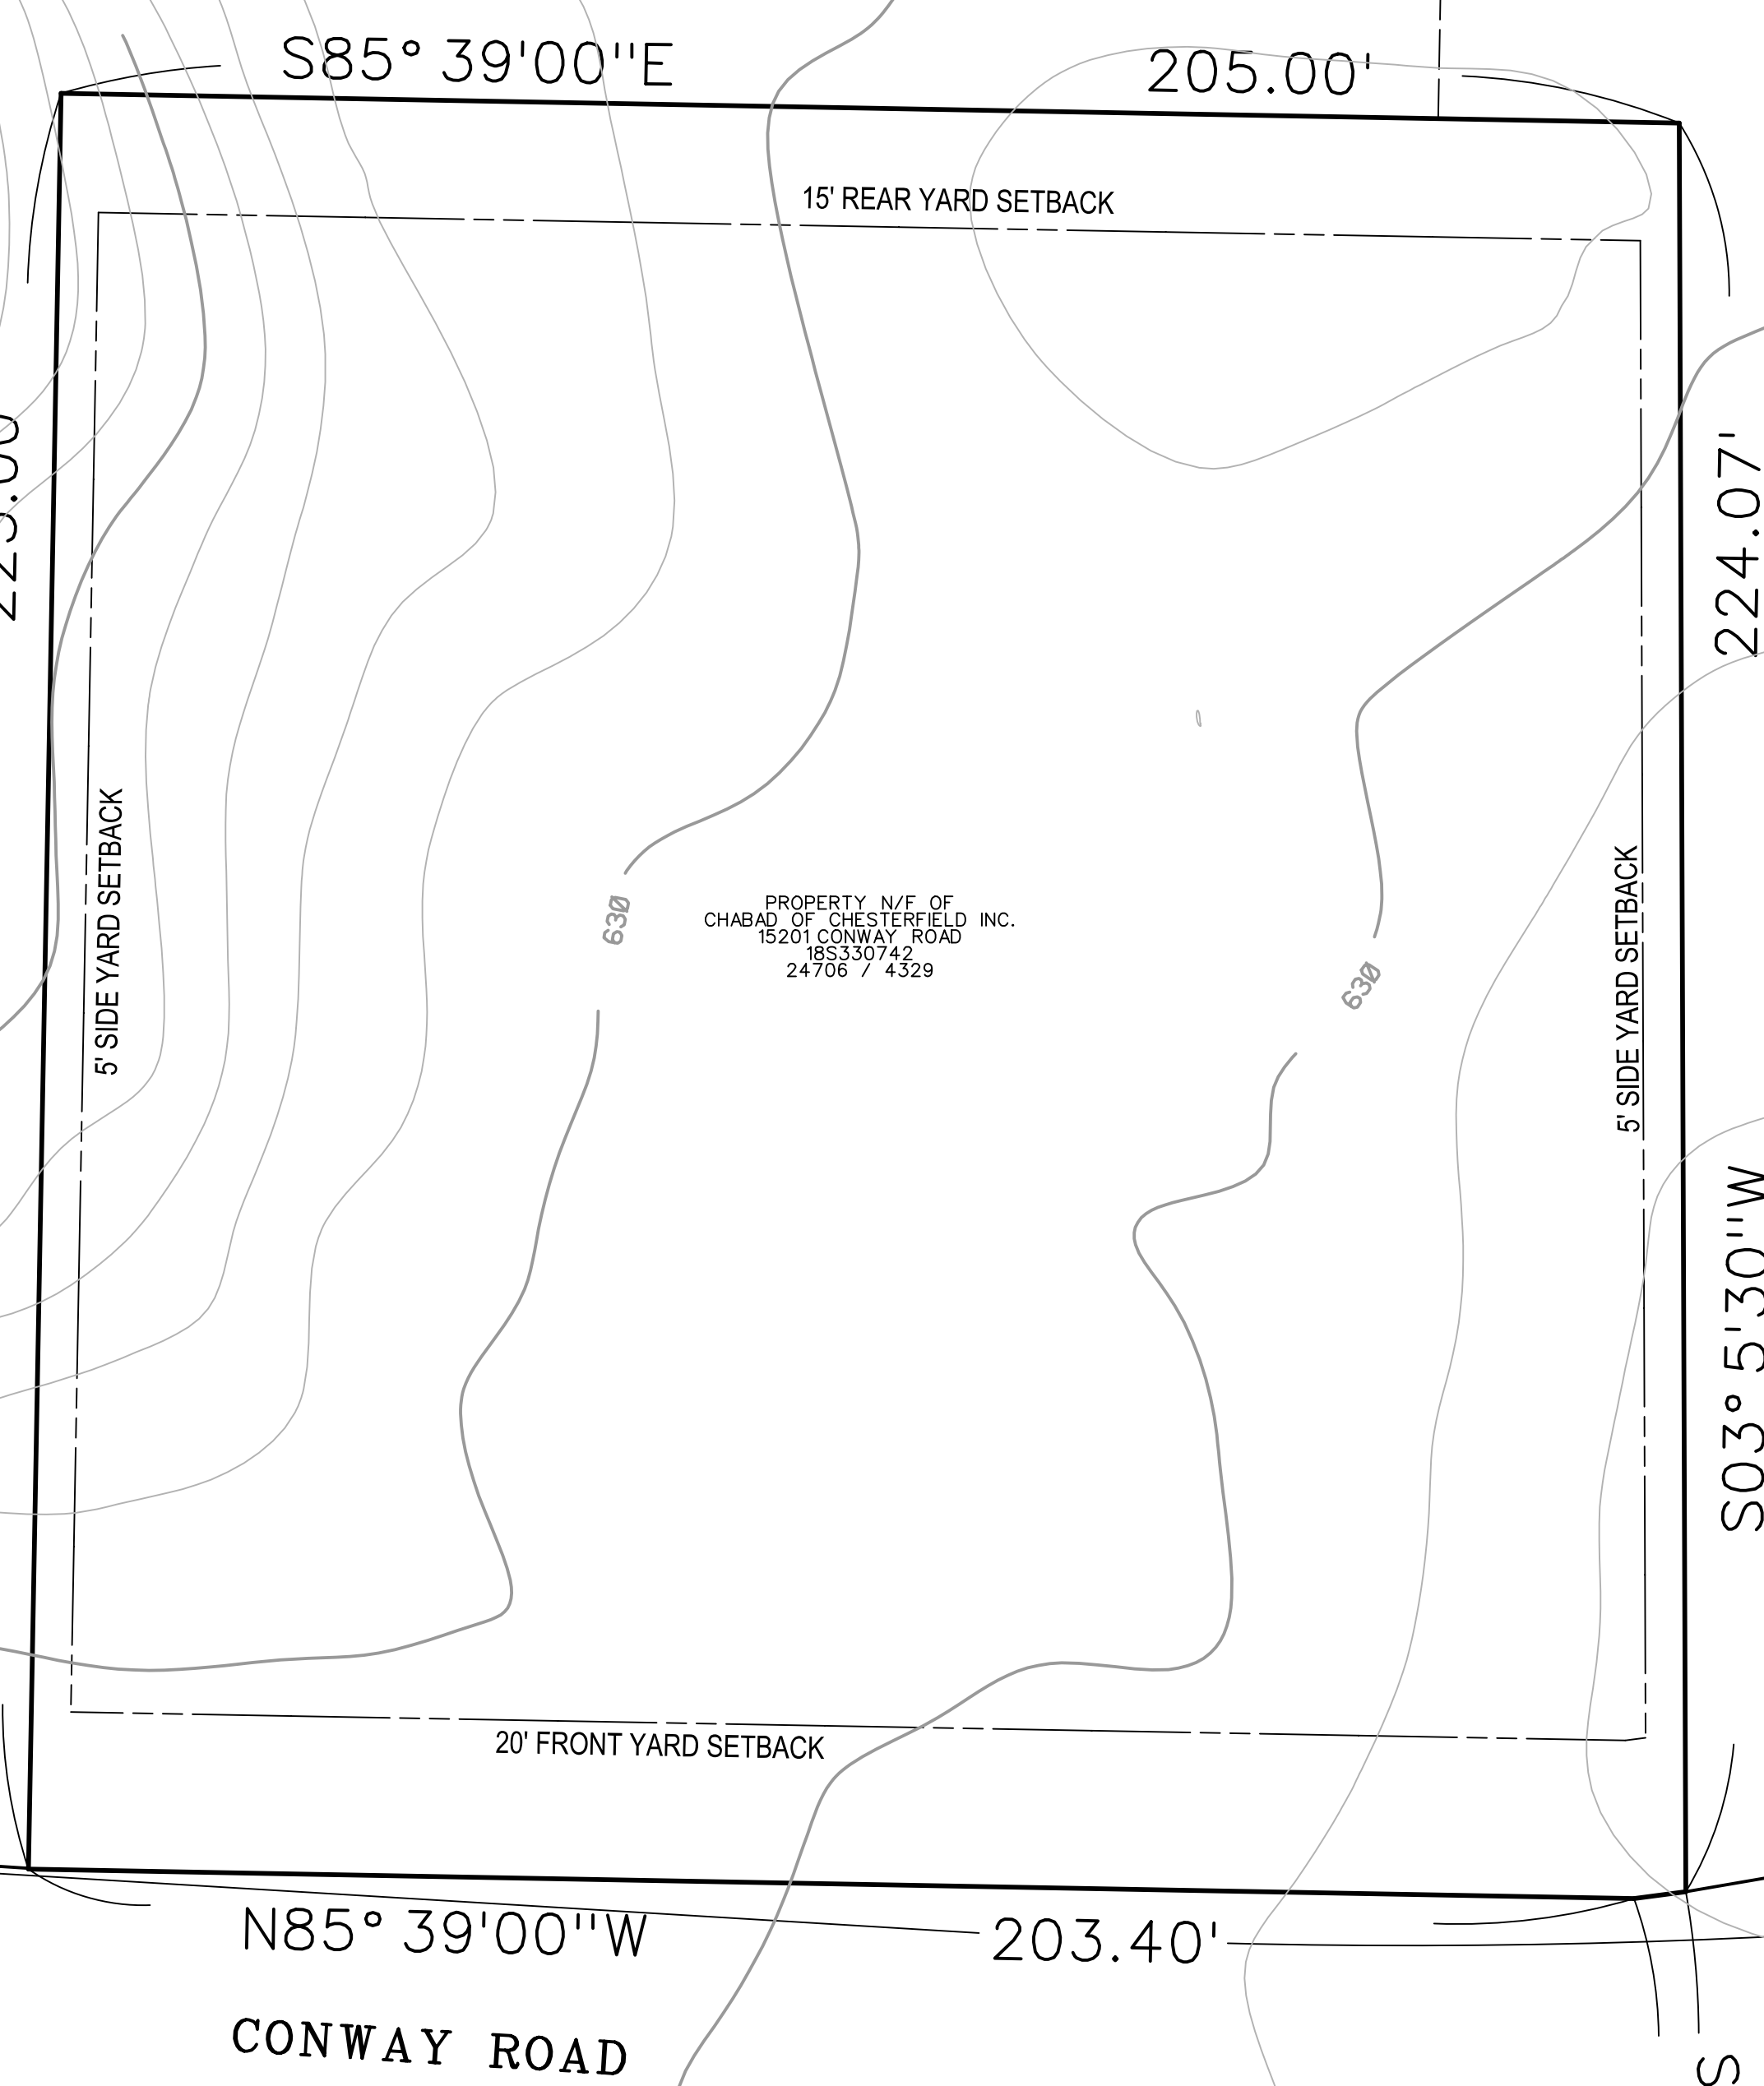 S85° 39'00"E
205.00'
15' REAR YARD SETBACK
224.07'
5' SIDE YARD SETBACK
5' SIDE YARD SETBACK
630
PROPERTY N/F OF
CHABAD OF CHESTERFIELD INC.
15201 CONWAY ROAD
18S330742
24706 / 4329
630
S03° 5'30"W
20' FRONT YARD SETBACK
N85° 39'00"W
203.40'
CONWAY ROAD
S